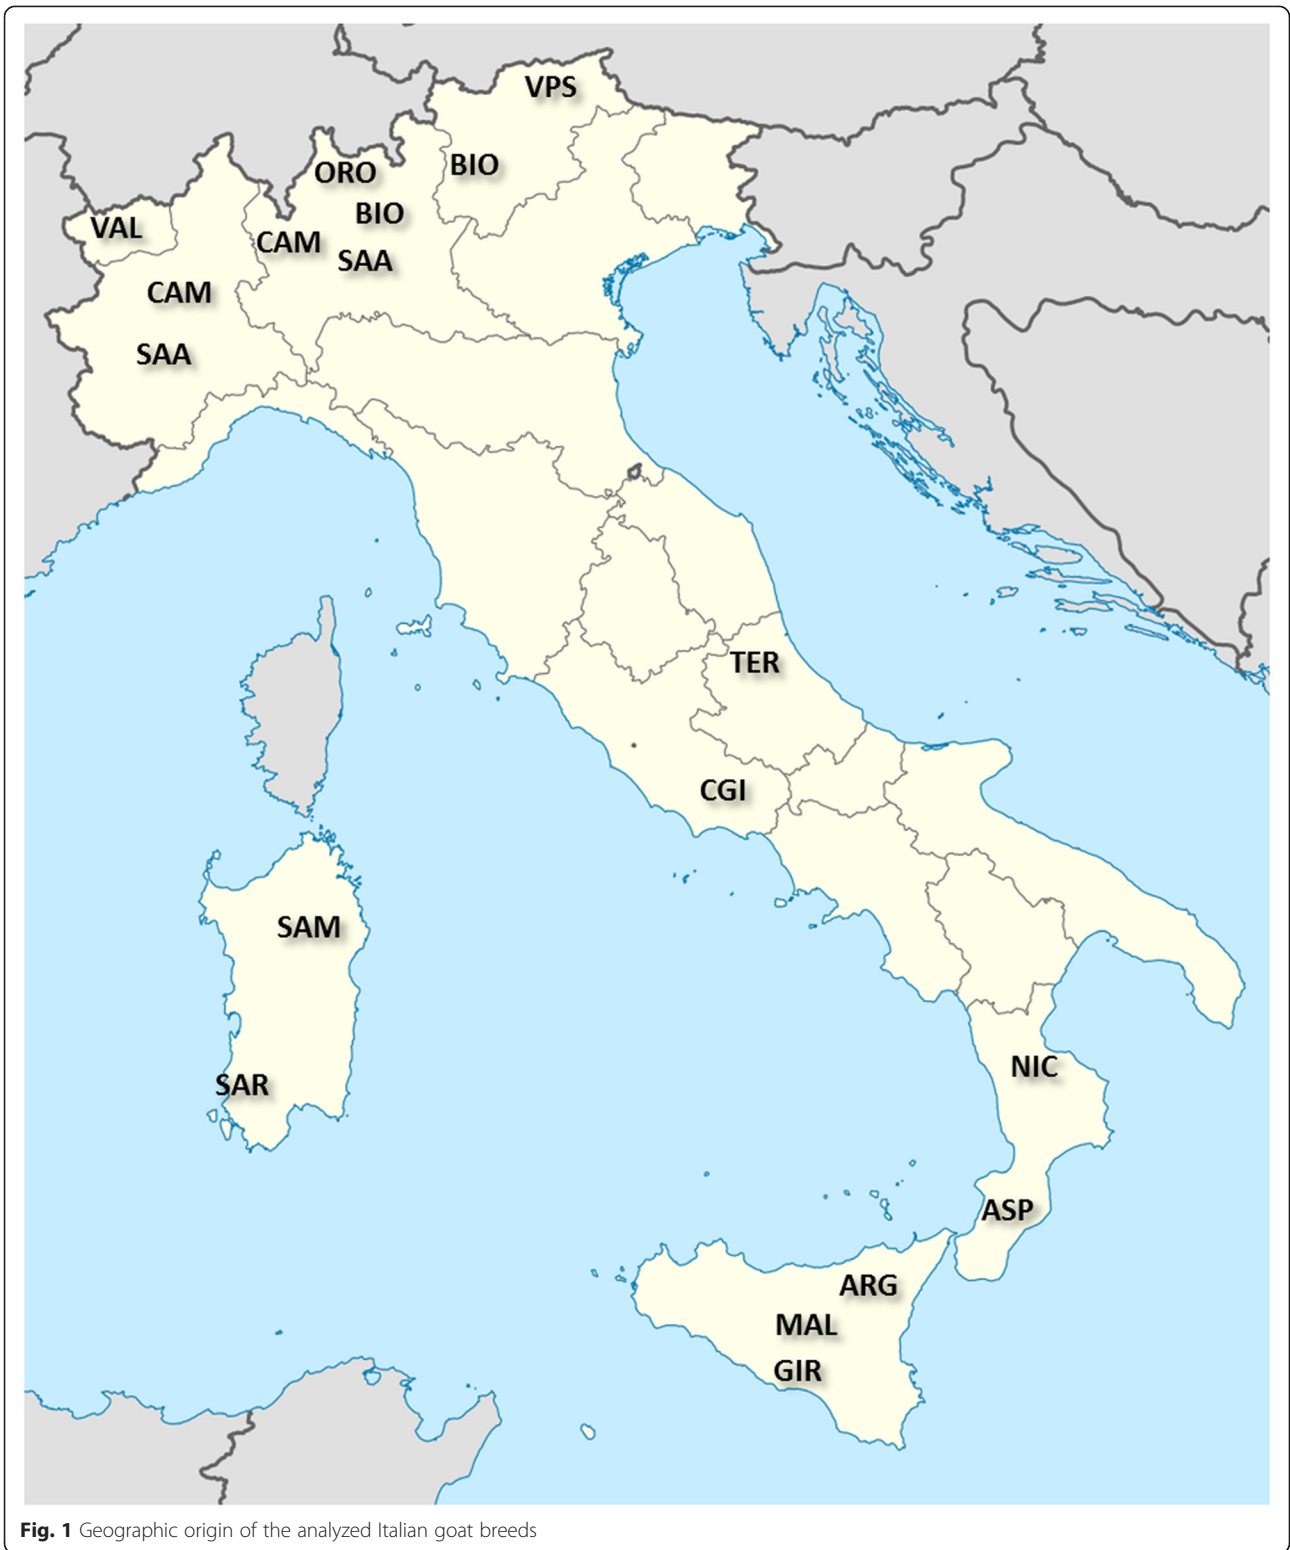 VPS
BIO
ORO
BIO
VAL
CAM
SAA
CAM
SAA
TER
CGI
SAM
SAR
NIC
ASP
ARG
MAL
GIR
Fig. 1 Geographic origin of the analyzed Italian goat breeds